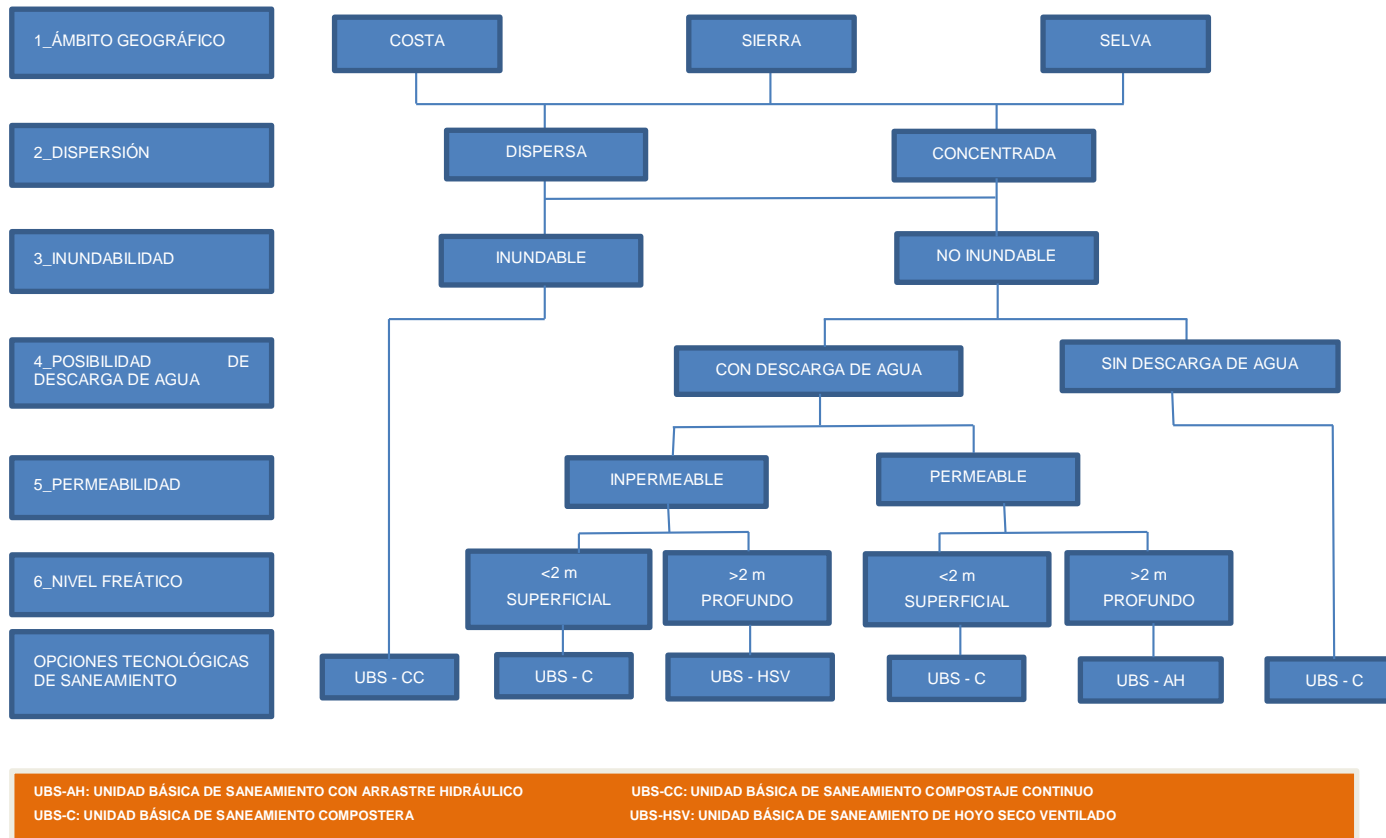 1_ÁMBITO GEOGRÁFICO
COSTA
SIERRA
SELVA
2_DISPERSIÓN
DISPERSA
CONCENTRADA
3_INUNDABILIDAD
INUNDABLE
NO INUNDABLE
4_POSIBILIDAD DE
DESCARGA DE AGUA
CON DESCARGA DE AGUA
SIN DESCARGA DE AGUA
5_PERMEABILIDAD
INPERMEABLE
PERMEABLE
6_NIVEL FREÁTICO
<2 m
SUPERFICIAL
>2 m
PROFUNDO
<2 m
SUPERFICIAL
>2 m
PROFUNDO
OPCIONES TECNOLÓGICAS
DE SANEAMIENTO
UBS - CC
UBS - C
UBS - HSV
UBS - C
UBS - AH
UBS - C
UBS-AH: UNIDAD BÁSICA DE SANEAMIENTO CON ARRASTRE HIDRÁULICO
UBS-CC: UNIDAD BÁSICA DE SANEAMIENTO COMPOSTAJE CONTINUO
UBS-C: UNIDAD BÁSICA DE SANEAMIENTO COMPOSTERA
UBS-HSV: UNIDAD BÁSICA DE SANEAMIENTO DE HOYO SECO VENTILADO